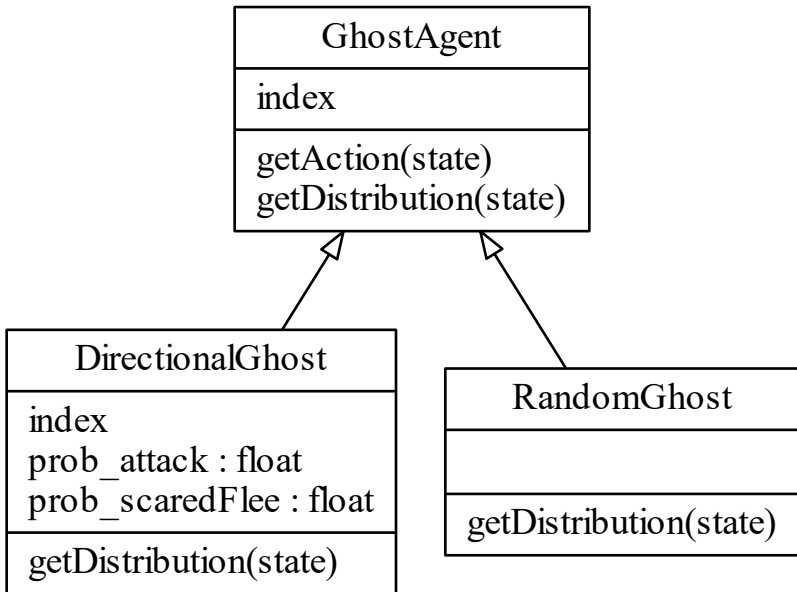 GhostAgent
index
getAction(state)
getDistribution(state)
DirectionalGhost
index
prob_attack : float
prob_scaredFlee : float
getDistribution(state)
RandomGhost
getDistribution(state)